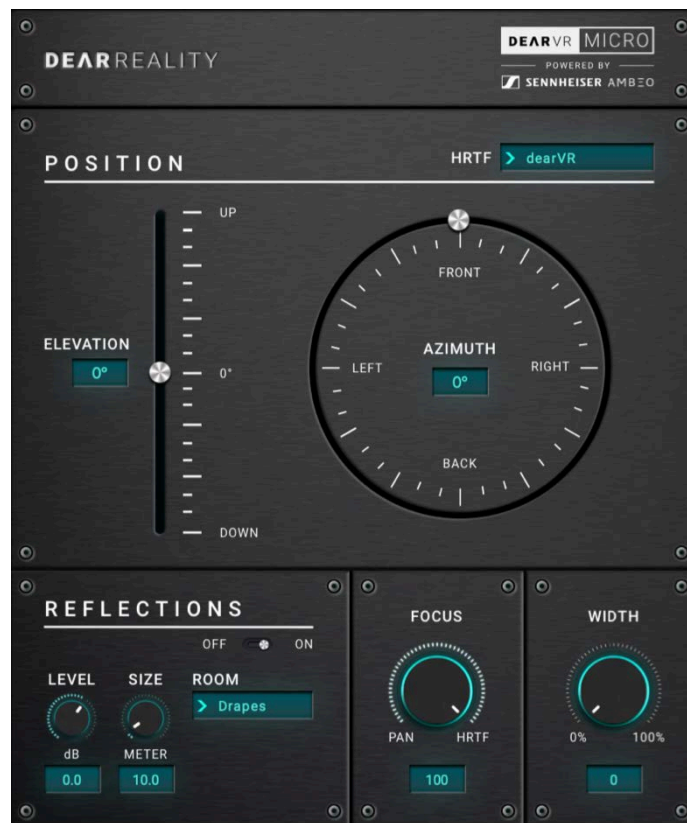 DEARREALITY
DEARVR MICRO
POWERED BY
SENNHEISER AMBEO
POSITION
HRTF
dearVR
UP
ELEVATION
0°
0°
DOWN
FRONT
LEFT
AZIMUTH
0°
RIGHT
BACK
REFLECTIONS
OFF ON
LEVEL SIZE ROOM
Drapes
dB METER
0.0 10.0
FOCUS
PAN HRTF
100
WIDTH
0% 100%
0